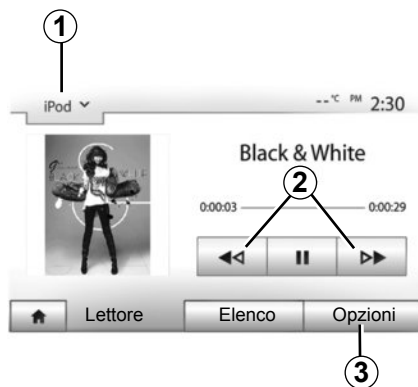 1
iPod
--°C PM 2:30
Black & White
2
0:00:03 0:00:29
Lettore Elenco Opzioni
3